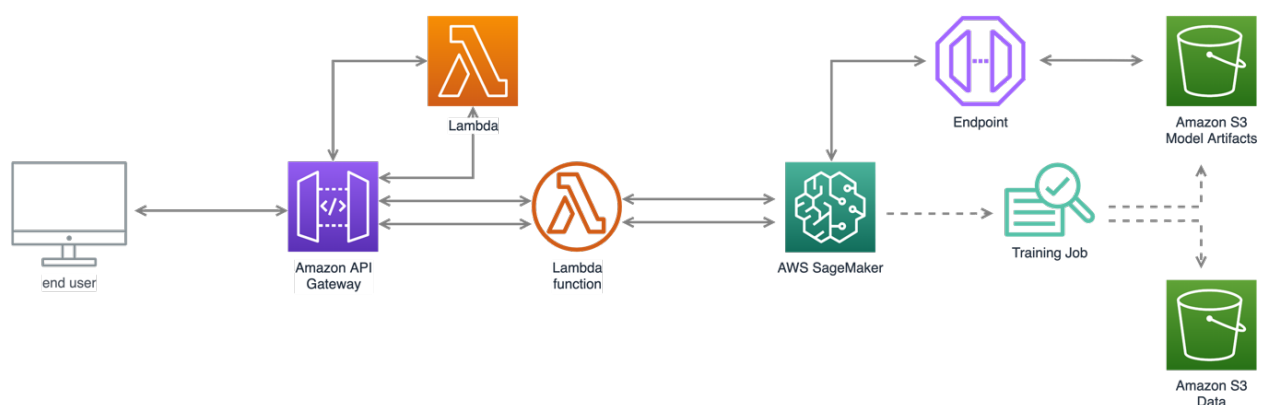 Lambda
Endpoint
Amazon S3
Model Artifacts
</>
end user
Amazon API
Gateway
Lambda
function
AWS SageMaker
Training Job
Amazon S3
Data